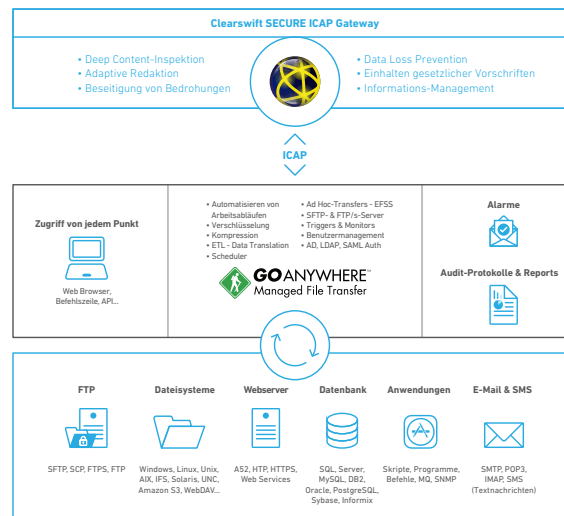 Clearswift SECURE ICAP Gateway
• Deep Content-Inspektion
• Adaptive Redaktion
• Beseitigung von Bedrohungen
• Data Loss Prevention
• Einhalten gesetzlicher Vorschriften
• Informations-Management
ICAP
Zugriff von jedem Punkt
Web Browser,
Befehlszeile, API...
• Automatisieren von
Arbeitsabläufen
• Verschlüsselung
• Kompression
• ETL - Data Translation
• Scheduler
• Ad Hoc-Transfers - EFSS
• SFTP- & FTP/s-Server
• Triggers & Monitors
• Benutzermanagement
• AD, LDAP, SAML Auth
GOANYWHERE™
Managed File Transfer
Alarme
Audit-Protokolle & Reports
FTP
SFTP, SCP, FTPS, FTP
Dateisysteme
Windows, Linux, Unix,
AIX, IFS, Solaris, UNC,
Amazon S3, WebDAV...
Webserver
A52, HTP, HTTPS,
Web Services
Datenbank
SQL, Server,
MySQL, DB2,
Oracle, PostgreSQL,
Sybase, Informix
Anwendungen
Skripte, Programme,
Befehle, MQ, SNMP
E-Mail & SMS
SMTP, POP3,
IMAP, SMS
(Textnachrichten)